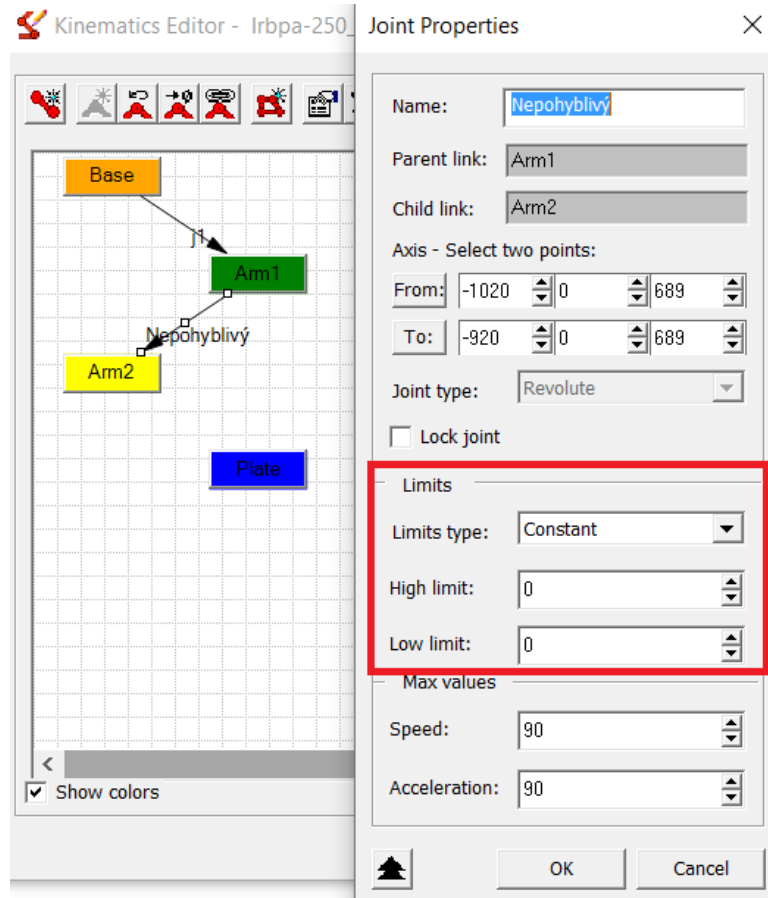 Kinematics Editor - Irbpa-250_
Base
j1
Arm1
Nepohyblivý
Arm2
Plate
Show colors
Joint Properties
Name: Nepohyblivý
Parent link: Arm1
Child link: Arm2
Axis - Select two points:
From: -1020 0 689
To: -920 0 689
Joint type: Revolute
Lock joint
Limits
Limits type: Constant
High limit: 0
Low limit: 0
Max values
Speed: 90
Acceleration: 90
OK Cancel